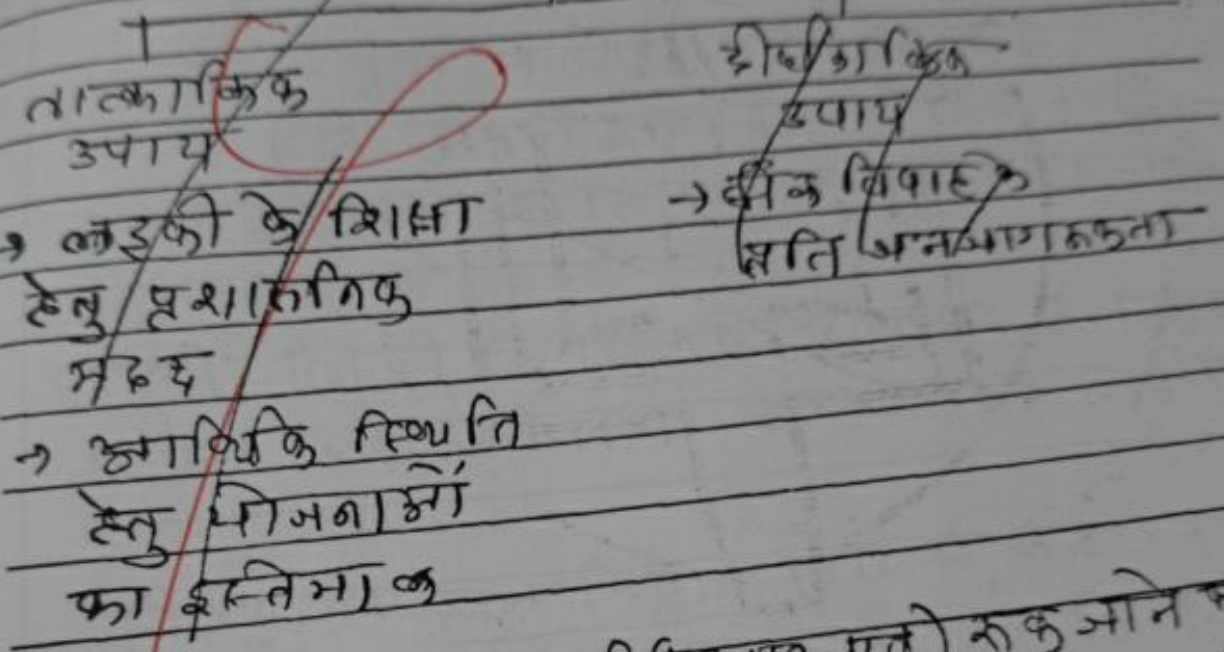 तात्कालिक
उपाय
→ लड़की के शिक्षा
हेतु प्रशासनिक
मदद
→ आर्थिक स्थिति
हेतु योजनाओं
का इस्तिमाल
दीर्घकालिक
उपाय
→ विवाह के
प्रति जनजागरूकता
रुक जाने